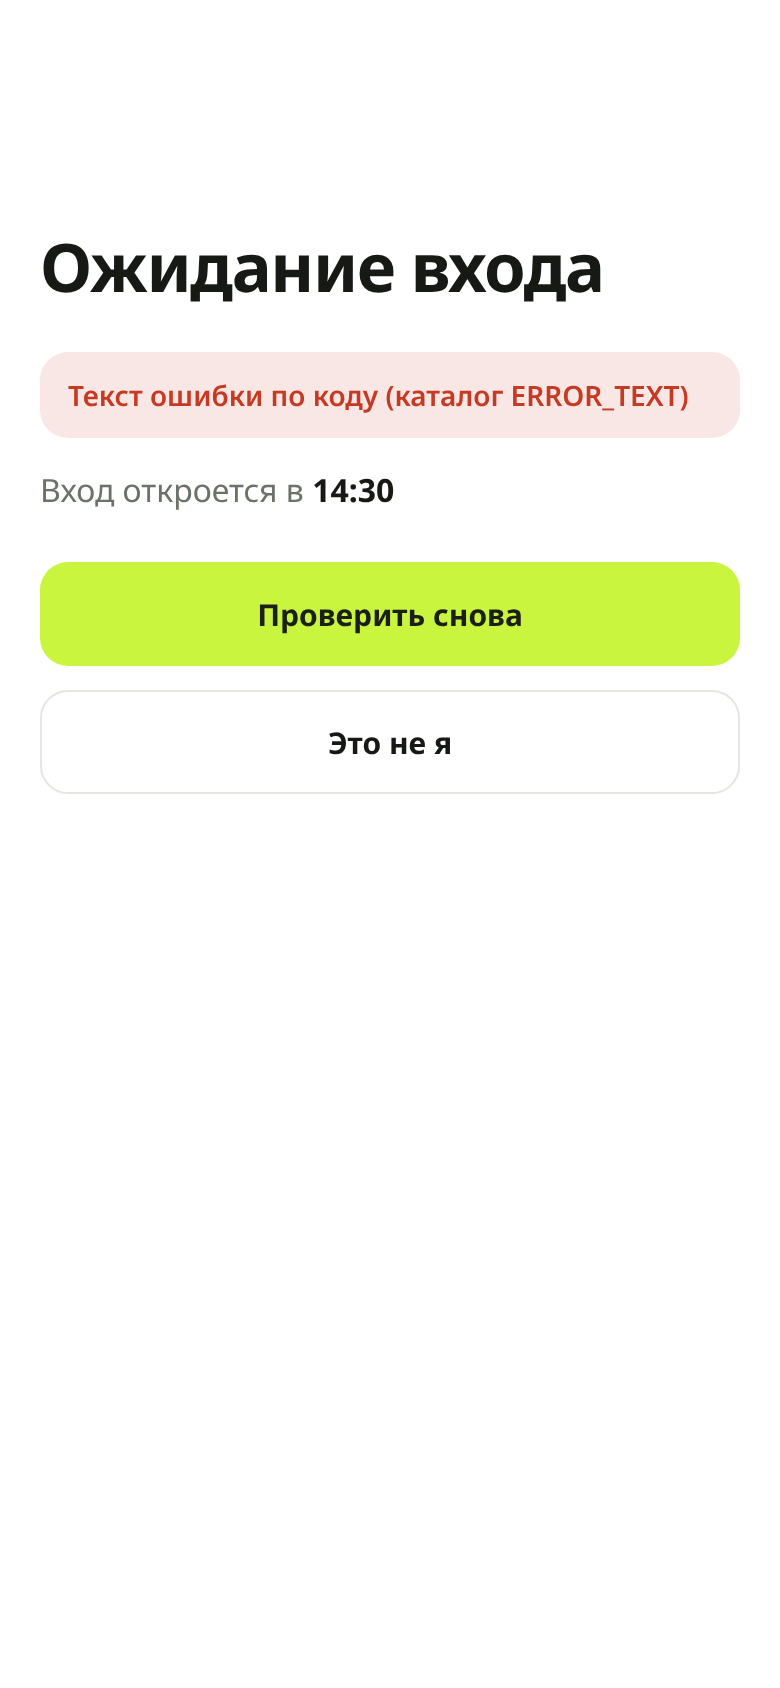 Ожидание входа
Текст ошибки по коду (каталог ERROR_TEXT)
Вход откроется в 14:30
Проверить снова
Это не я